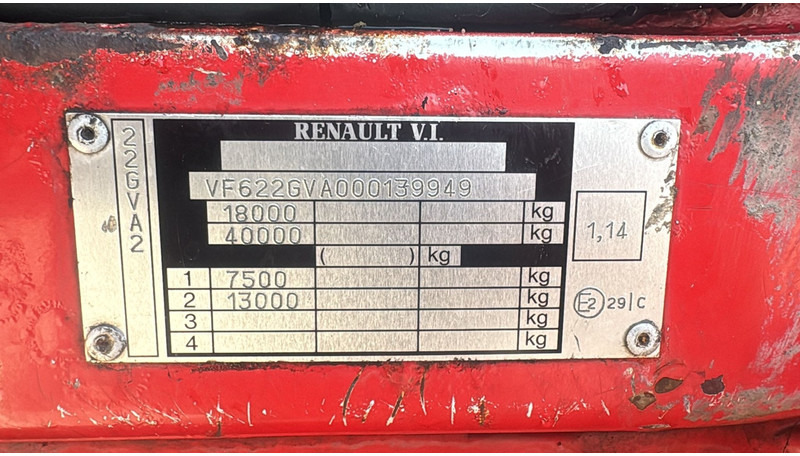 22GVA2
RENAULT V.I.
VF622GVA000139949
18000 kg
40000 kg
( ) kg
1 7500 kg
2 13000 kg
3 kg
4 kg
1,14
E2 29|C